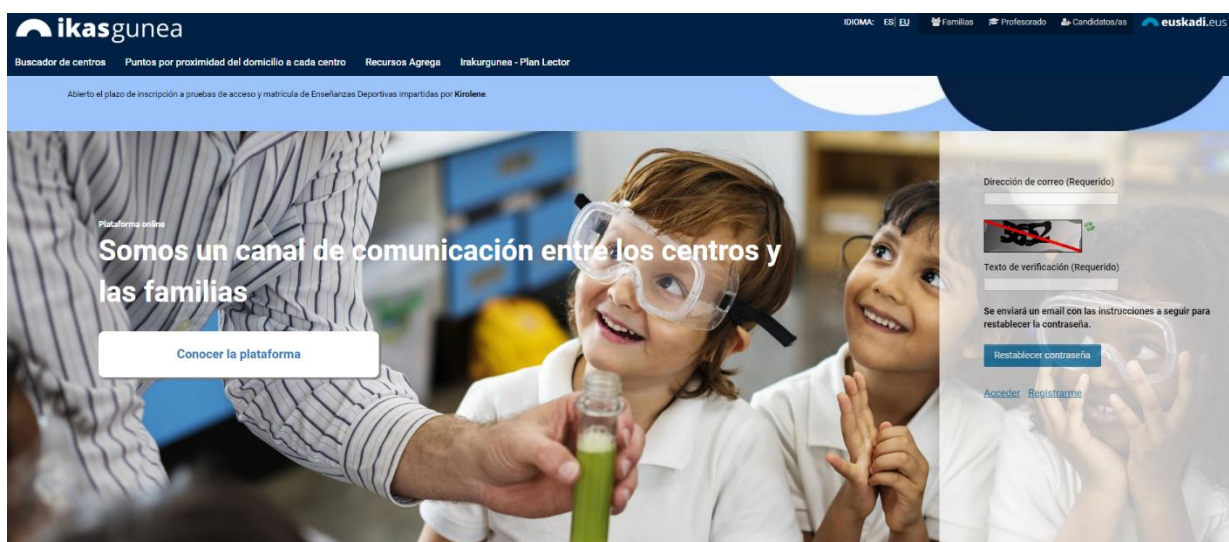 ikasgunea
IDIOMA: ES| EU Familias Profesorado Candidatos/as euskadi.eus
Buscador de centros Puntos por proximidad del domicilio a cada centro Recursos Agrega Irakurgunea - Plan Lector
Abierto el plazo de inscripción a pruebas de acceso y matricula de Enseñanzas Deportivas impartidas por Kirolene.
Plataforma online
Somos un canal de comunicación entre los centros y
las familias
Conocer la plataforma
Dirección de correo (Requerido)
Texto de verificación (Requerido)
Se enviará un email con las instrucciones a seguir para
restablecer la contraseña.
Restablecer contraseña
Acceder Registrarme